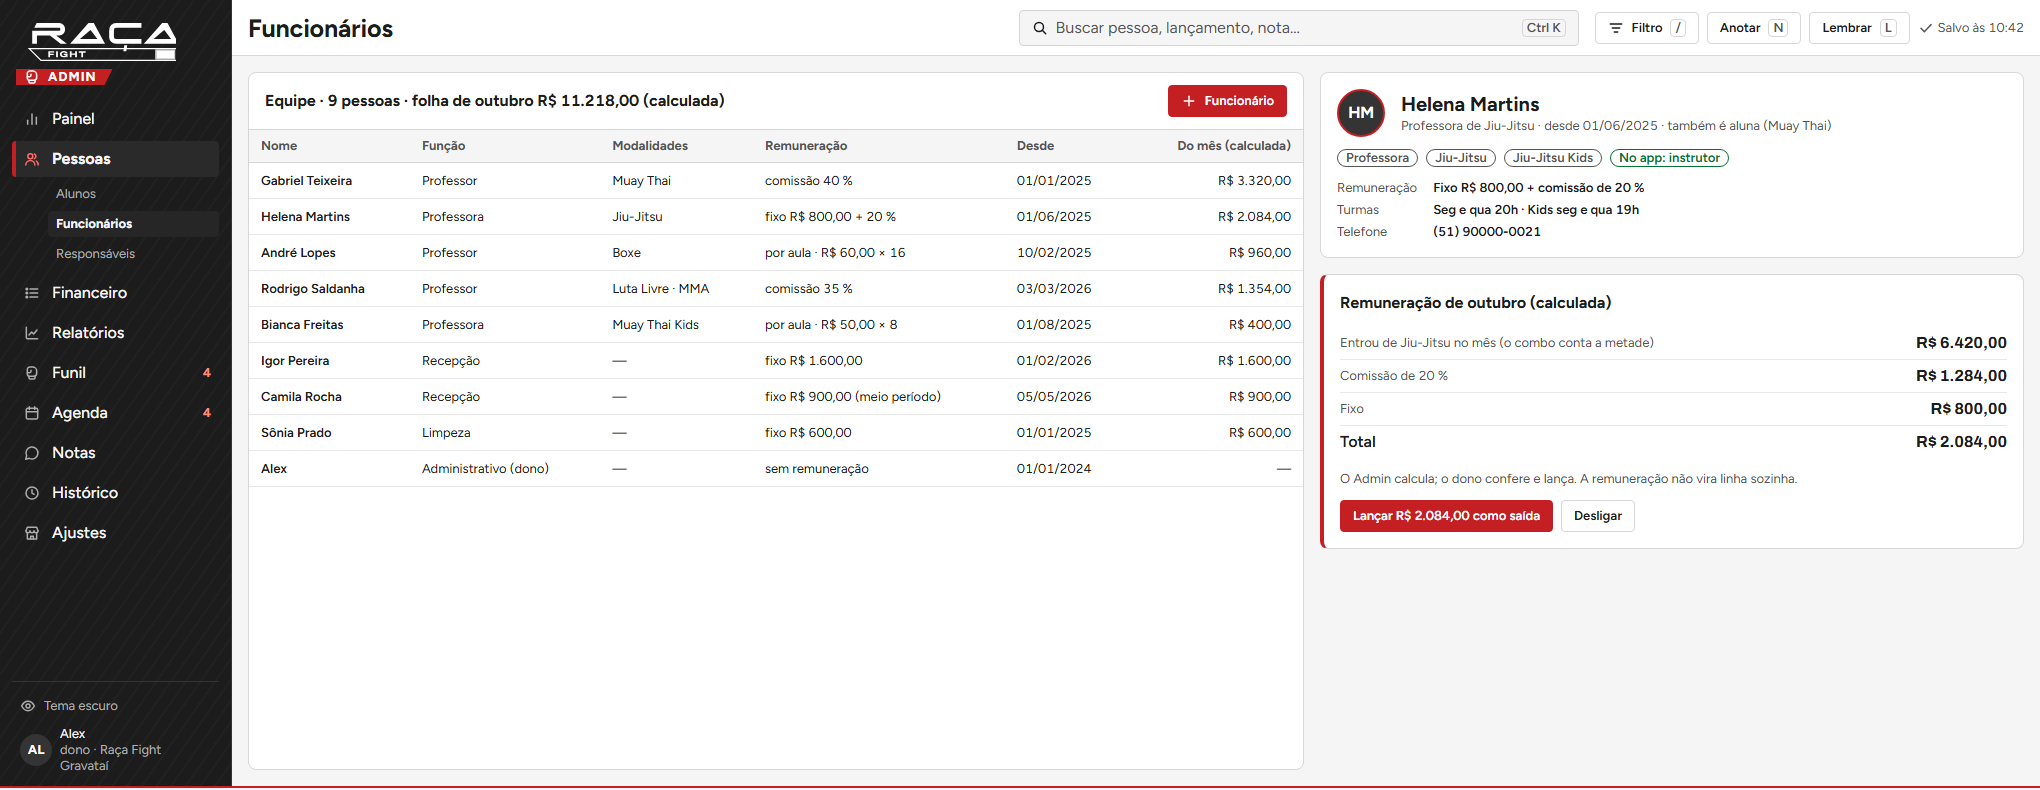 RAÇA
FIGHT
ADMIN
Painel
Pessoas
Alunos
Funcionários
Responsáveis
Financeiro
Relatórios
Funil 4
Agenda 4
Notas
Histórico
Ajustes
Tema escuro
AL
Alex
dono · Raça Fight
Gravataí
Funcionários
Buscar pessoa, lançamento, nota... Ctrl K
Filtro /
Anotar N
Lembrar L
Salvo às 10:42
Equipe · 9 pessoas · folha de outubro R$ 11.218,00 (calculada)
+ Funcionário
Nome Função Modalidades Remuneração Desde Do mês (calculada)
Gabriel Teixeira Professor Muay Thai comissão 40 % 01/01/2025 R$ 3.320,00
Helena Martins Professora Jiu-Jitsu fixo R$ 800,00 + 20 % 01/06/2025 R$ 2.084,00
André Lopes Professor Boxe por aula · R$ 60,00 × 16 10/02/2025 R$ 960,00
Rodrigo Saldanha Professor Luta Livre · MMA comissão 35 % 03/03/2026 R$ 1.354,00
Bianca Freitas Professora Muay Thai Kids por aula · R$ 50,00 × 8 01/08/2025 R$ 400,00
Igor Pereira Recepção — fixo R$ 1.600,00 01/02/2026 R$ 1.600,00
Camila Rocha Recepção — fixo R$ 900,00 (meio período) 05/05/2026 R$ 900,00
Sônia Prado Limpeza — fixo R$ 600,00 01/01/2025 R$ 600,00
Alex Administrativo (dono) — sem remuneração 01/01/2024 —
HM
Helena Martins
Professora de Jiu-Jitsu · desde 01/06/2025 · também é aluna (Muay Thai)
Professora Jiu-Jitsu Jiu-Jitsu Kids No app: instrutor
Remuneração Fixo R$ 800,00 + comissão de 20 %
Turmas Seg e qua 20h · Kids seg e qua 19h
Telefone (51) 90000-0021
Remuneração de outubro (calculada)
Entrou de Jiu-Jitsu no mês (o combo conta a metade) R$ 6.420,00
Comissão de 20 % R$ 1.284,00
Fixo R$ 800,00
Total R$ 2.084,00
O Admin calcula; o dono confere e lança. A remuneração não vira linha sozinha.
Lançar R$ 2.084,00 como saída
Desligar